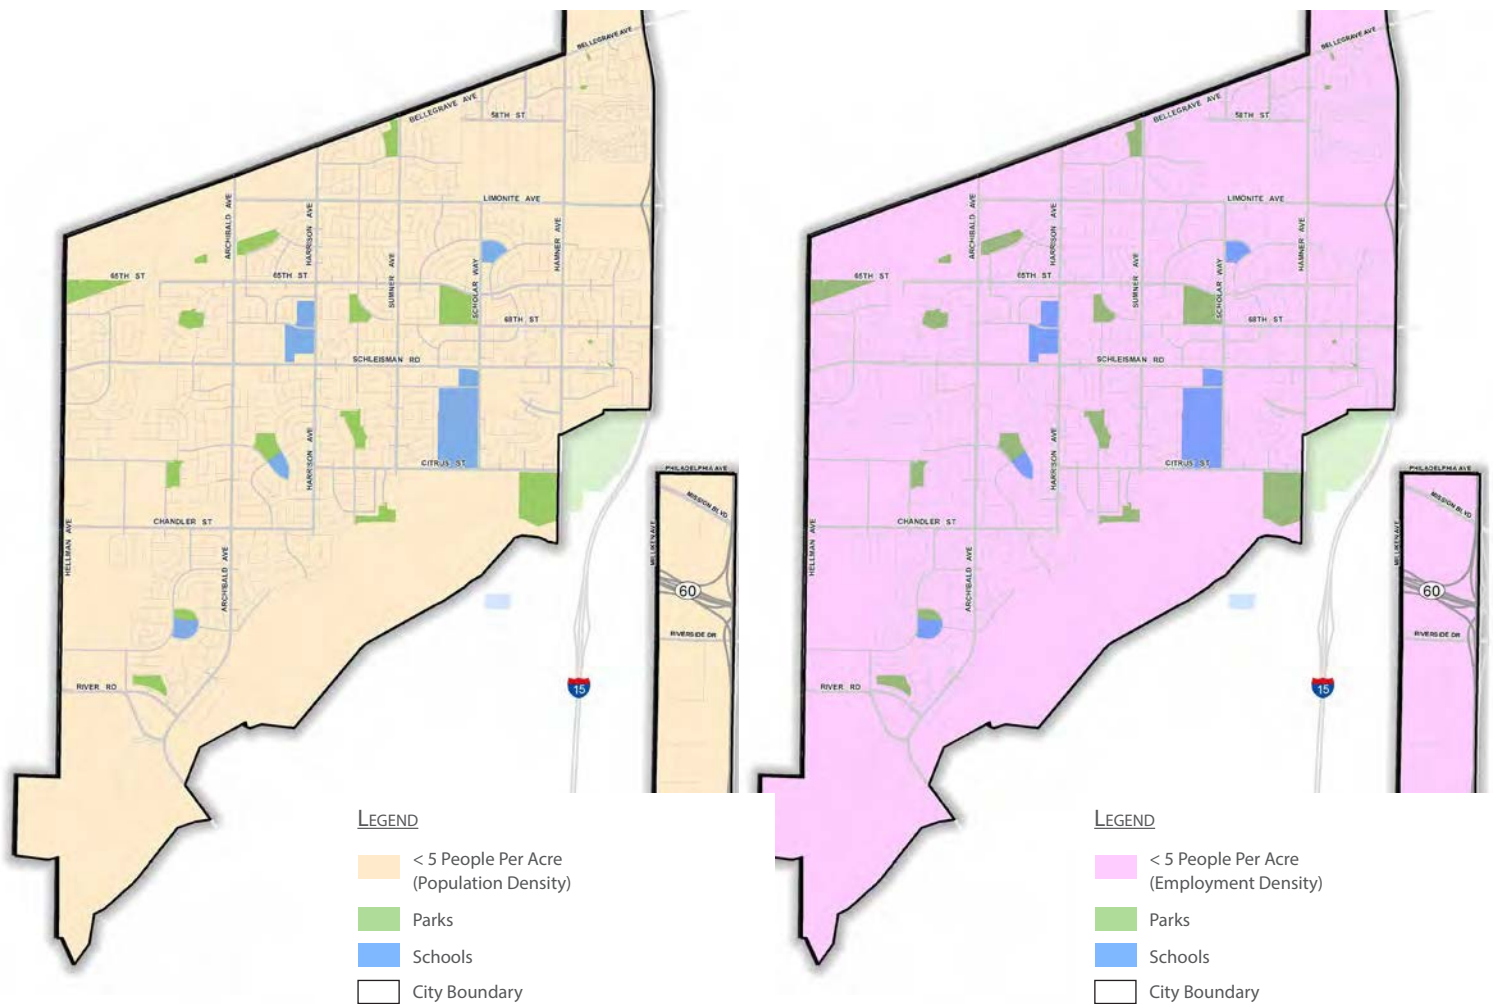 BELLEGRAVE AVE
BELLEGRAVE AVE
58TH ST
LIMONITE AVE
ARCHIBALD AVE
HARRISON AVE
SUMNER AVE
SCHOLAR WAY
HAMNER AVE
65TH ST
65TH ST
68TH ST
SCHLEISMAN RD
HARRISON AVE
CITRUS ST
CHANDLER ST
HELLMAN AVE
ARCHIBALD AVE
RIVER RD
15
PHILADELPHIA AVE
MISSION BLVD
MILLIKEN AVE
60
RIVERSIDE DR
LEGEND
< 5 People Per Acre
(Population Density)
Parks
Schools
City Boundary
BELLEGRAVE AVE
BELLEGRAVE AVE
58TH ST
LIMONITE AVE
ARCHIBALD AVE
HARRISON AVE
SUMNER AVE
SCHOLAR WAY
HAMNER AVE
65TH ST
65TH ST
68TH ST
SCHLEISMAN RD
HARRISON AVE
CITRUS ST
CHANDLER ST
HELLMAN AVE
ARCHIBALD AVE
RIVER RD
15
PHILADELPHIA AVE
MISSION BLVD
MILLIKEN AVE
60
RIVERSIDE DR
LEGEND
< 5 People Per Acre
(Employment Density)
Parks
Schools
City Boundary